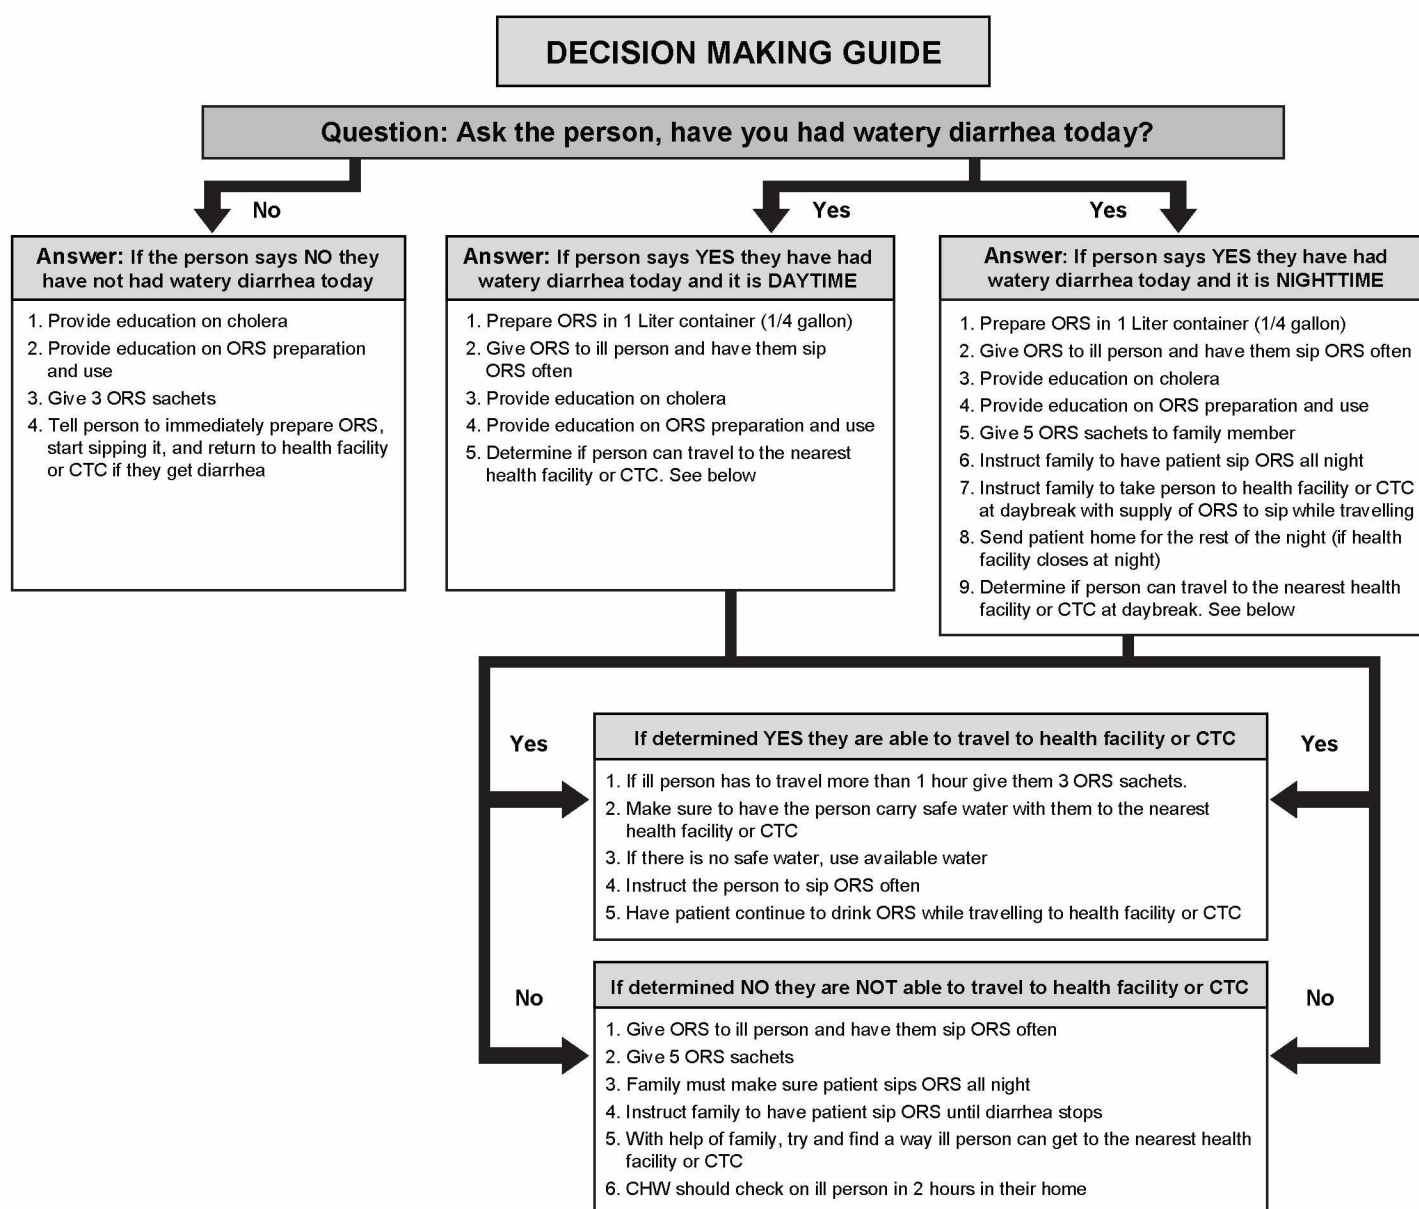 DECISION MAKING GUIDE
Question: Ask the person, have you had watery diarrhea today?
No
Yes
Yes
Answer: If the person says NO they
have not had watery diarrhea today
1. Provide education on cholera
2. Provide education on ORS preparation
and use
3. Give 3 ORS sachets
4. Tell person to immediately prepare ORS,
start sipping it, and return to health facility
or CTC if they get diarrhea
Answer: If person says YES they have had
watery diarrhea today and it is DAYTIME
1. Prepare ORS in 1 Liter container (1/4 gallon)
2. Give ORS to ill person and have them sip
ORS often
3. Provide education on cholera
4. Provide education on ORS preparation and use
5. Determine if person can travel to the nearest
health facility or CTC. See below
Answer: If person says YES they have had
watery diarrhea today and it is NIGHTTIME
1. Prepare ORS in 1 Liter container (1/4 gallon)
2. Give ORS to ill person and have them sip ORS often
3. Provide education on cholera
4. Provide education on ORS preparation and use
5. Give 5 ORS sachets to family member
6. Instruct family to have patient sip ORS all night
7. Instruct family to take person to health facility or CTC
at daybreak with supply of ORS to sip while travelling
8. Send patient home for the rest of the night (if health
facility closes at night)
9. Determine if person can travel to the nearest health
facility or CTC at daybreak. See below
Yes
If determined YES they are able to travel to health facility or CTC
Yes
1. If ill person has to travel more than 1 hour give them 3 ORS sachets.
2. Make sure to have the person carry safe water with them to the nearest
health facility or CTC
3. If there is no safe water, use available water
4. Instruct the person to sip ORS often
5. Have patient continue to drink ORS while travelling to health facility or CTC
No
If determined NO they are NOT able to travel to health facility or CTC
No
1. Give ORS to ill person and have them sip ORS often
2. Give 5 ORS sachets
3. Family must make sure patient sips ORS all night
4. Instruct family to have patient sip ORS until diarrhea stops
5. With help of family, try and find a way ill person can get to the nearest health
facility or CTC
6. CHW should check on ill person in 2 hours in their home